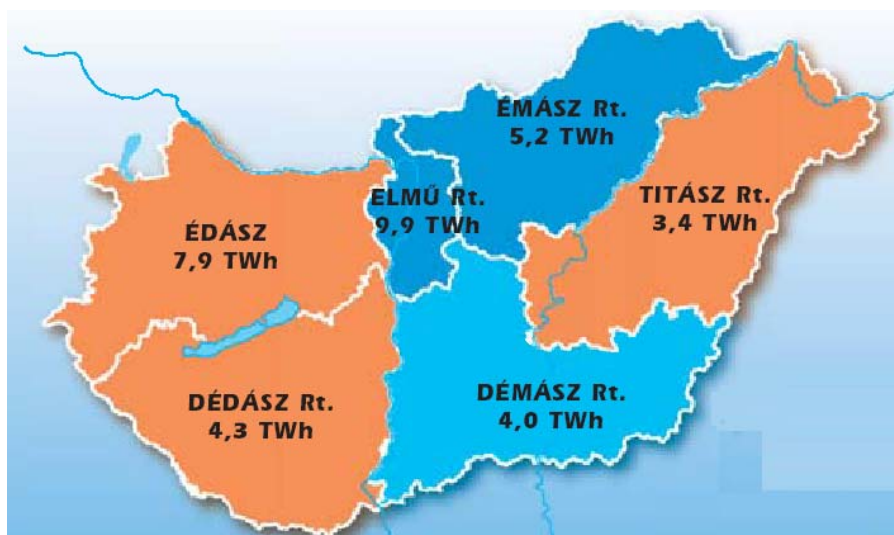 ÉMÁSZ Rt.
5,2 TWh
ELMŰ Rt.
9,9 TWh
TITÁSZ Rt.
3,4 TWh
ÉDÁSZ
7,9 TWh
DÉDÁSZ Rt.
4,3 TWh
DÉMÁSZ Rt.
4,0 TWh